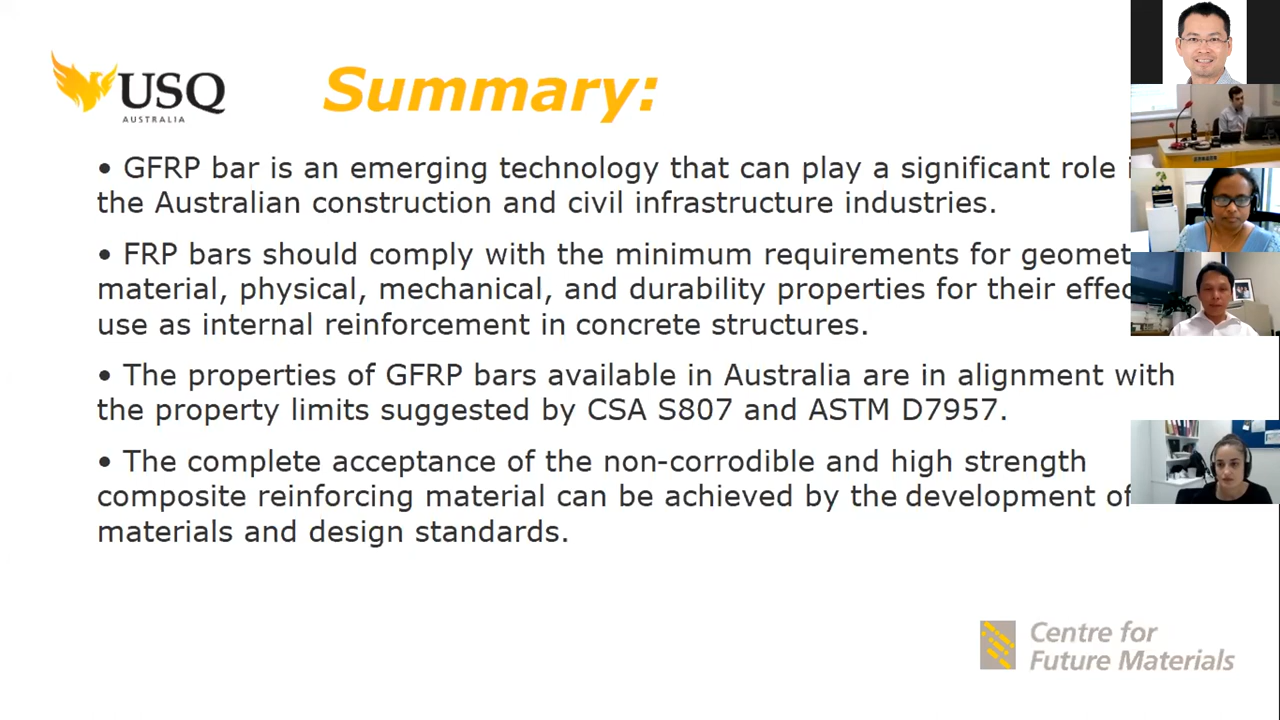 USQ
AUSTRALIA
Summary:
• GFRP bar is an emerging technology that can play a significant role
the Australian construction and civil infrastructure industries.
• FRP bars should comply with the minimum requirements for geomet
material, physical, mechanical, and durability properties for their effec
use as internal reinforcement in concrete structures.
• The properties of GFRP bars available in Australia are in alignment with
the property limits suggested by CSA S807 and ASTM D7957.
• The complete acceptance of the non-corrodible and high strength
composite reinforcing material can be achieved by the development of
materials and design standards.
Centre for
Future Materials